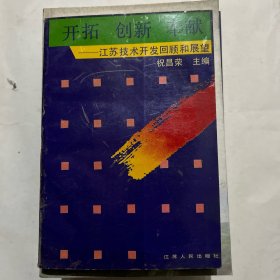 开拓 创新 奉献
——江苏技术开发回顾和展望
祝昌荣 主编
江苏人民出版社